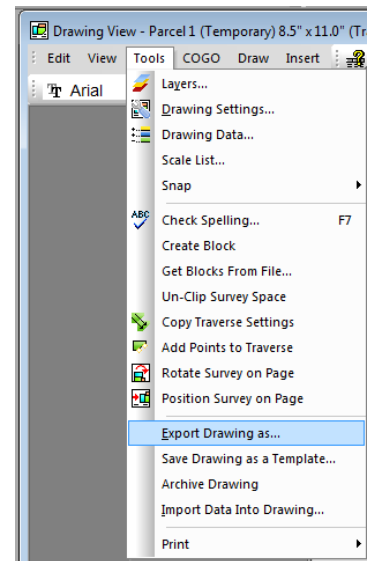 Drawing View - Parcel 1 (Temporary) 8.5" x 11.0" (Tr
Edit View Tools COGO Draw Insert
Arial
Layers...
Drawing Settings...
Drawing Data...
Scale List...
Snap
ABC Check Spelling... F7
Create Block
Get Blocks From File...
Un-Clip Survey Space
Copy Traverse Settings
Add Points to Traverse
Rotate Survey on Page
Position Survey on Page
Export Drawing as...
Save Drawing as a Template...
Archive Drawing
Import Data Into Drawing...
Print